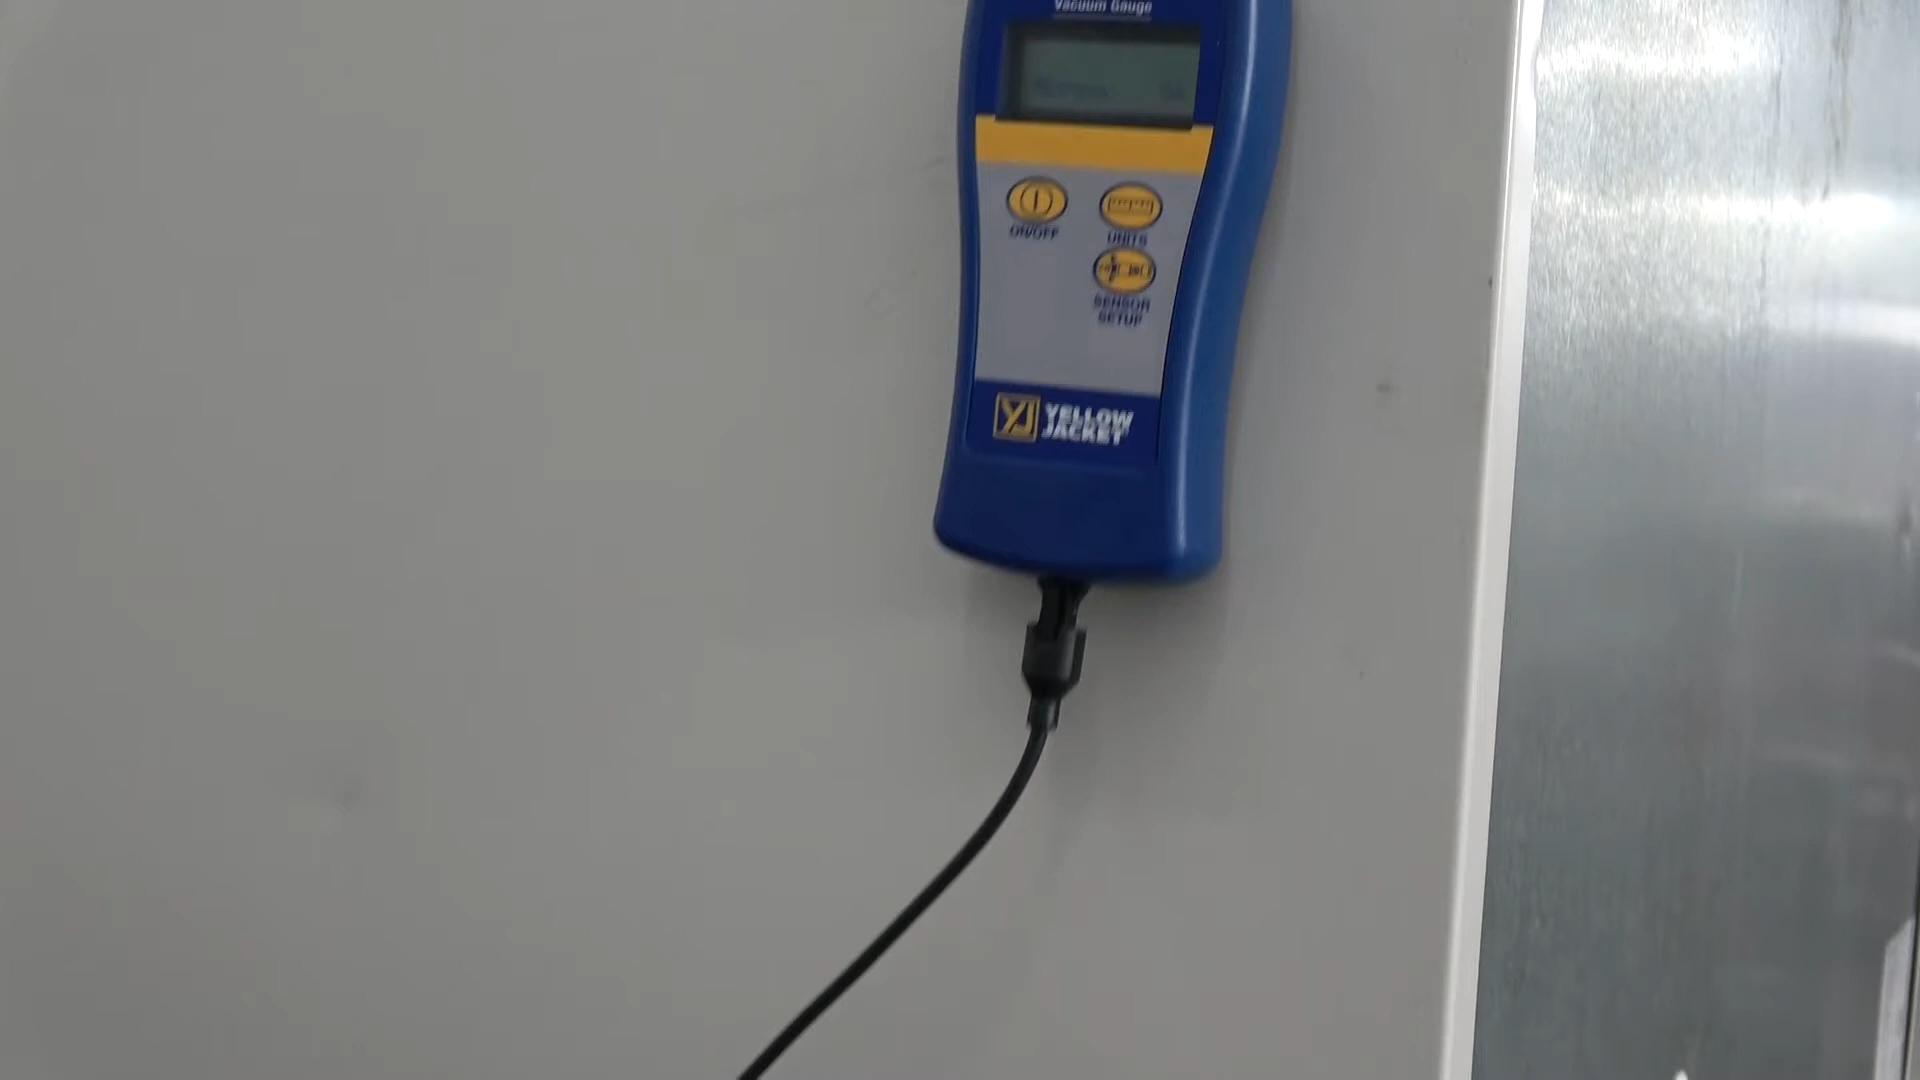 Vacuum Gauge
ON/OFF
UNITS
SENSOR
SETUP
YJ YELLOW
JACKET